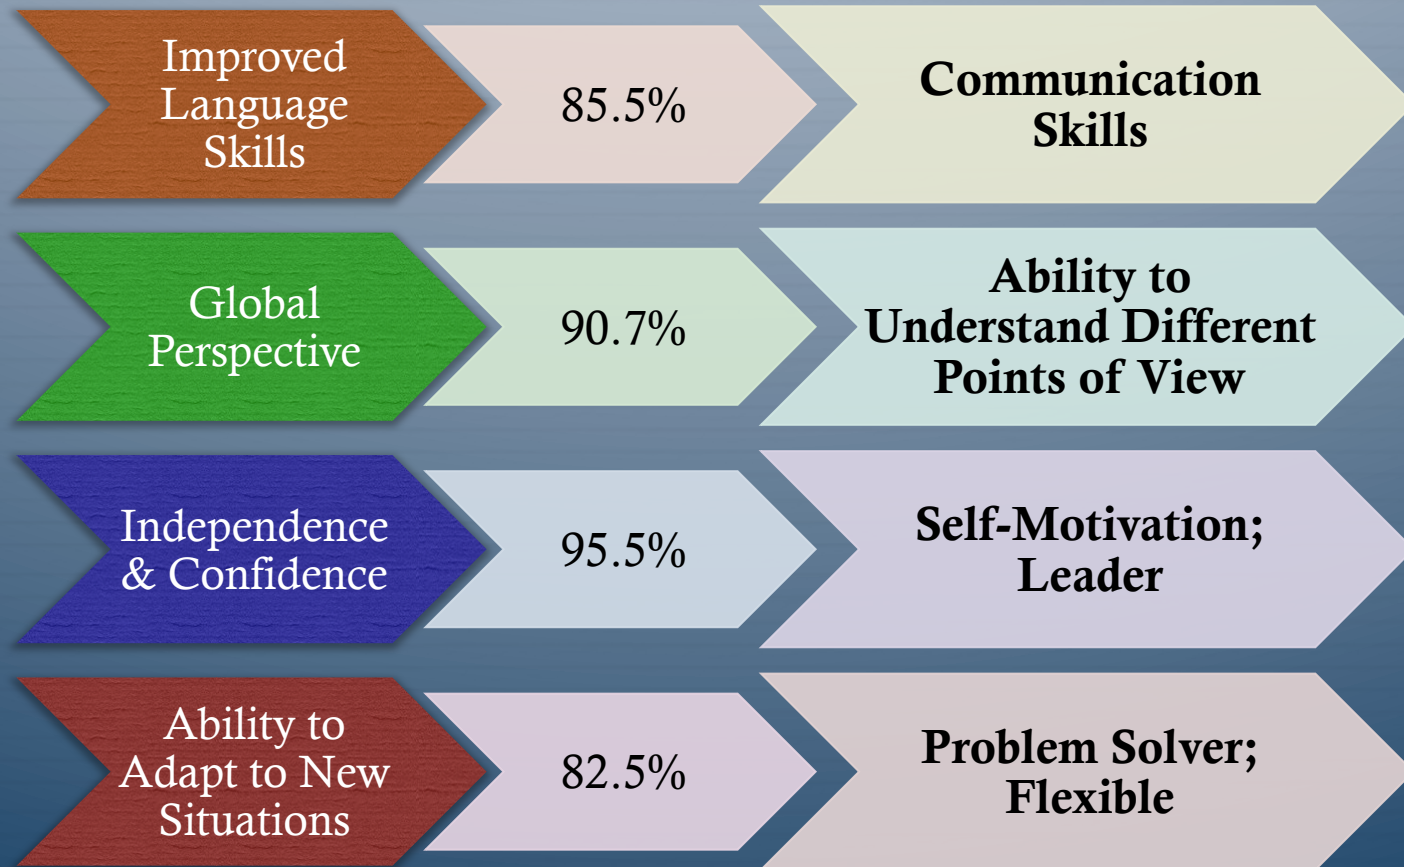 Improved
Language
Skills
85.5%
Communication
Skills
Global
Perspective
90.7%
Ability to
Understand Different
Points of View
Independence
& Confidence
95.5%
Self-Motivation;
Leader
Ability to
Adapt to New
Situations
82.5%
Problem Solver;
Flexible